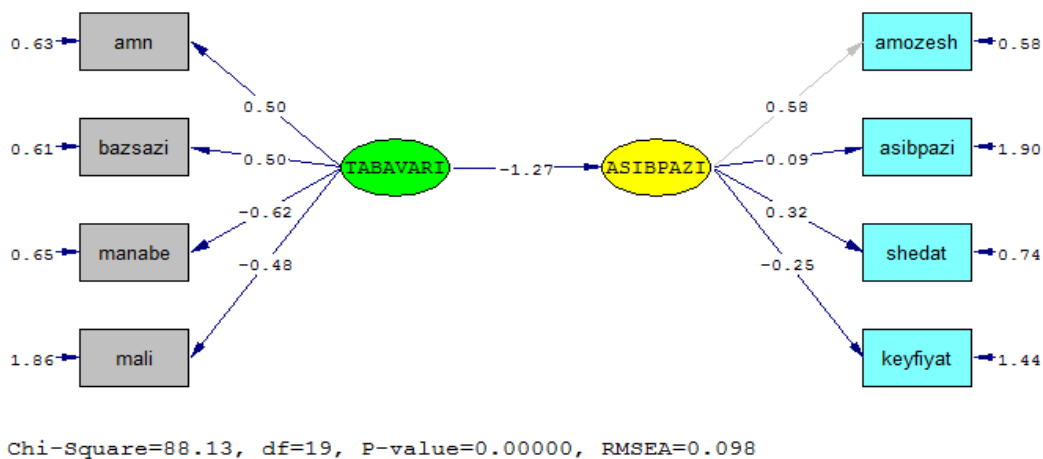 0.63 amn amozesh 0.58
0.50 0.58
0.61 bazsazi 0.50 TABAVARI -1.27 ASIBPAZI 0.09 asibpazi 1.90
0.65 manabe -0.62 0.32 shedat 0.74
-0.48 -0.25
1.86 mali keyfiyat 1.44
Chi-Square=88.13, df=19, P-value=0.00000, RMSEA=0.098